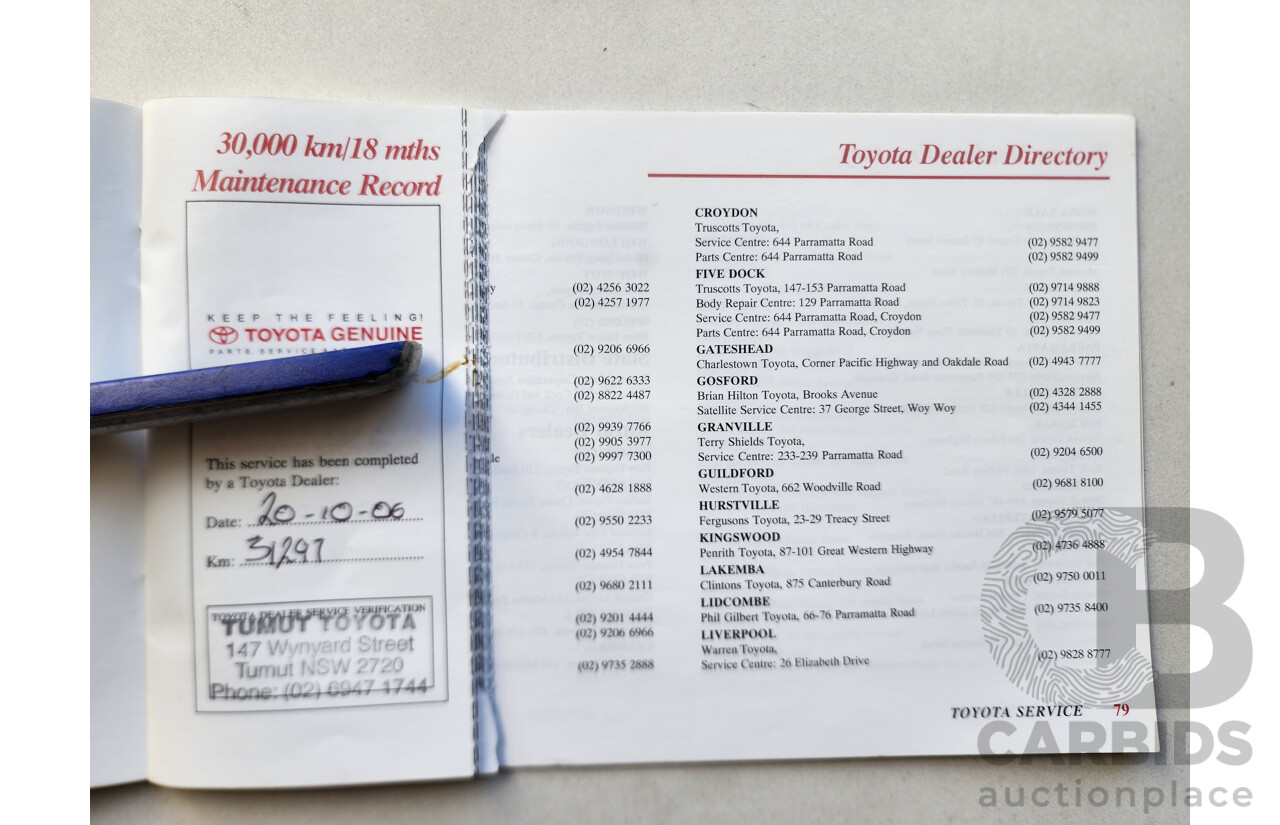 30,000 km/18 mths
Maintenance Record
KEEP THE FEELING!
TOYOTA GENUINE
PARTS, SERVICE
This service has been completed
by a Toyota Dealer:
Date: 20-10-06
Km: 31297
TOYOTA DEALER SERVICE VERIFICATION
TUMUT TOYOTA
147 Wynyard Street
Tumut NSW 2720
Phone: (02) 6947 1744
(02) 4256 3022
(02) 4257 1977
(02) 9206 6966
(02) 9622 6333
(02) 8822 4487
(02) 9939 7766
(02) 9905 3977
(02) 9997 7300
(02) 4628 1888
(02) 9550 2233
(02) 4954 7844
(02) 9680 2111
(02) 9201 4444
(02) 9206 6966
(02) 9735 2888
Toyota Dealer Directory
CROYDON
Truscotts Toyota,
Service Centre: 644 Parramatta Road (02) 9582 9477
Parts Centre: 644 Parramatta Road (02) 9582 9499
FIVE DOCK
Truscotts Toyota, 147-153 Parramatta Road (02) 9714 9888
Body Repair Centre: 129 Parramatta Road (02) 9714 9823
Service Centre: 644 Parramatta Road, Croydon (02) 9582 9477
Parts Centre: 644 Parramatta Road, Croydon (02) 9582 9499
GATESHEAD
Charlestown Toyota, Corner Pacific Highway and Oakdale Road (02) 4943 7777
GOSFORD
Brian Hilton Toyota, Brooks Avenue (02) 4328 2888
Satellite Service Centre: 37 George Street, Woy Woy (02) 4344 1455
GRANVILLE
Terry Shields Toyota,
Service Centre: 233-239 Parramatta Road (02) 9204 6500
GUILDFORD
Western Toyota, 662 Woodville Road (02) 9681 8100
HURSTVILLE
Fergusons Toyota, 23-29 Treacy Street (02) 9579 5077
KINGSWOOD
Penrith Toyota, 87-101 Great Western Highway (02) 4736 4888
LAKEMBA
Clintons Toyota, 875 Canterbury Road (02) 9750 0011
LIDCOMBE
Phil Gilbert Toyota, 66-76 Parramatta Road (02) 9735 8400
LIVERPOOL
Warren Toyota,
Service Centre: 26 Elizabeth Drive (02) 9828 8777
TOYOTA SERVICE 79
CARBIDS
auctionplace